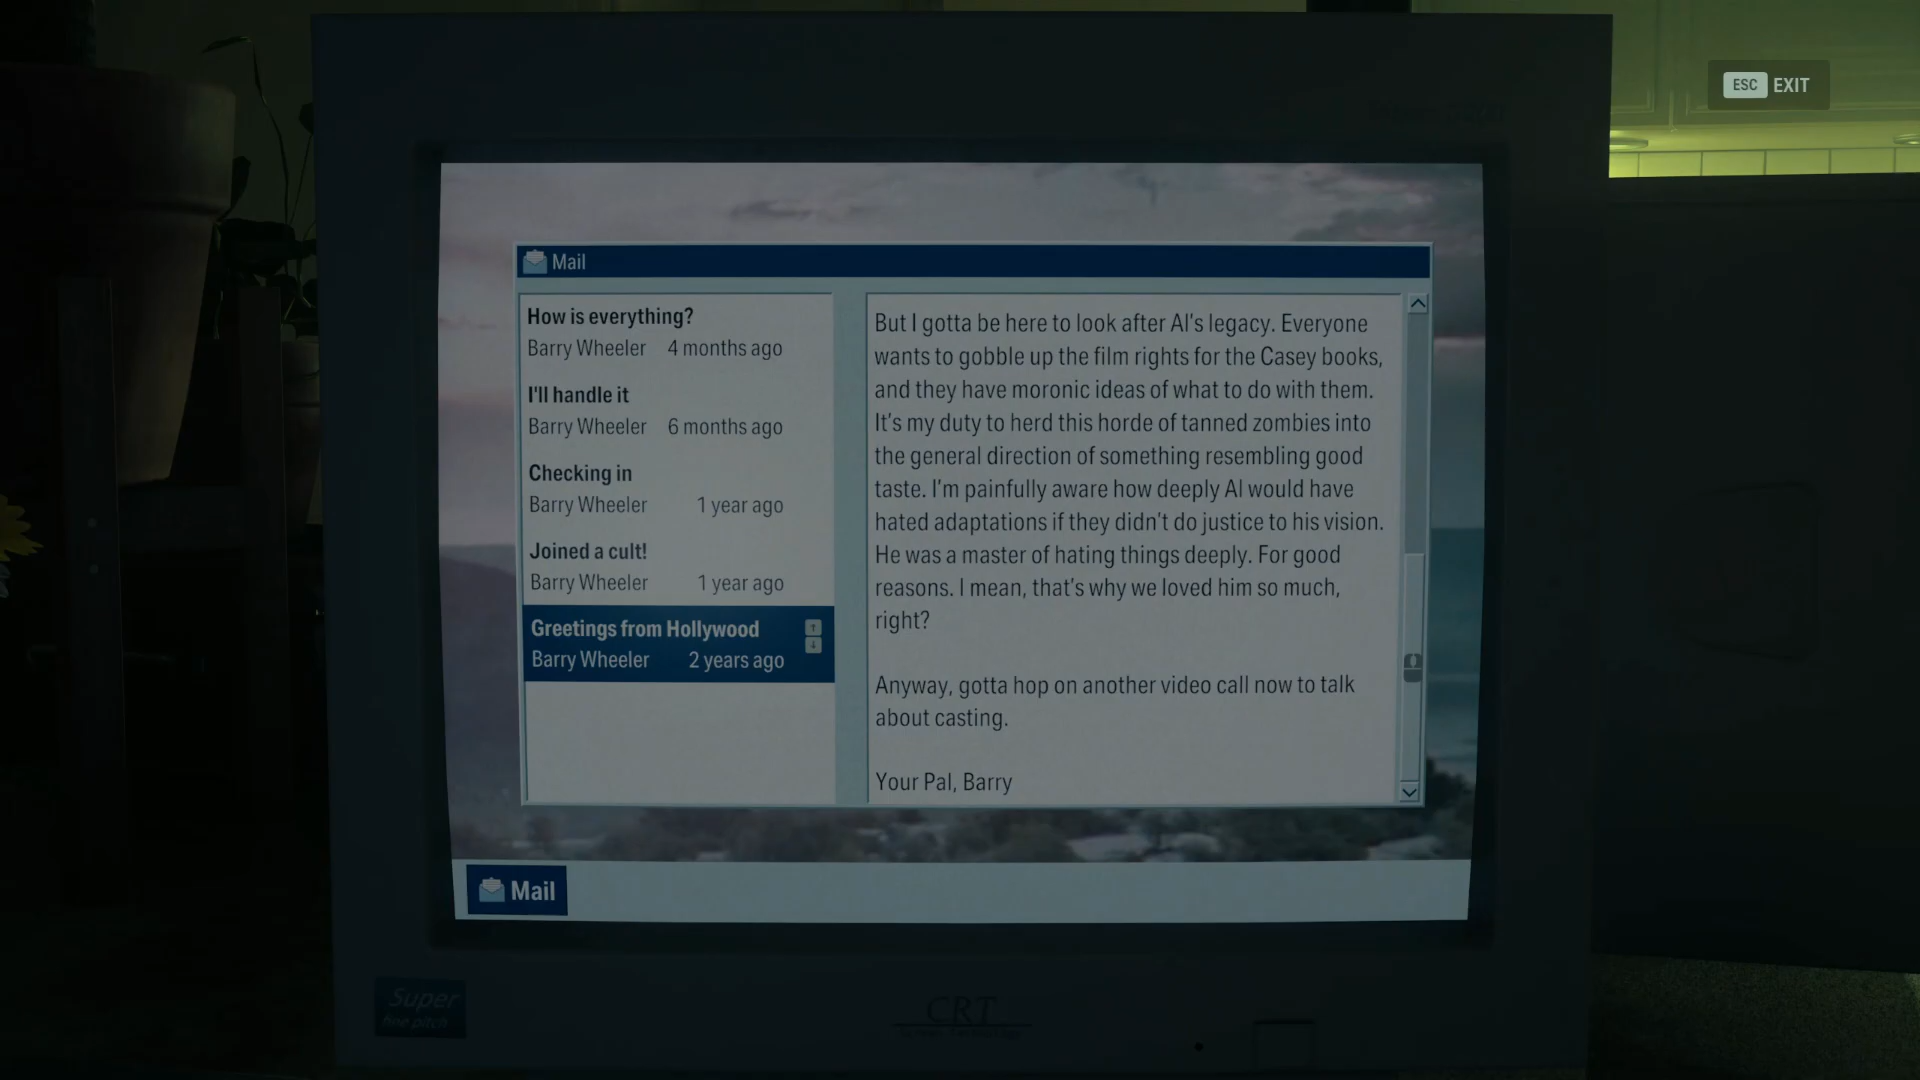 ESC EXIT
Mail
How is everything?
Barry Wheeler 4 months ago
I'll handle it
Barry Wheeler 6 months ago
Checking in
Barry Wheeler 1 year ago
Joined a cult!
Barry Wheeler 1 year ago
Greetings from Hollywood
Barry Wheeler 2 years ago
But I gotta be here to look after Al's legacy. Everyone
wants to gobble up the film rights for the Casey books,
and they have moronic ideas of what to do with them.
It's my duty to herd this horde of tanned zombies into
the general direction of something resembling good
taste. I'm painfully aware how deeply Al would have
hated adaptations if they didn't do justice to his vision.
He was a master of hating things deeply. For good
reasons. I mean, that's why we loved him so much,
right?
Anyway, gotta hop on another video call now to talk
about casting.
Your Pal, Barry
Mail
Super
fine pitch
CRT